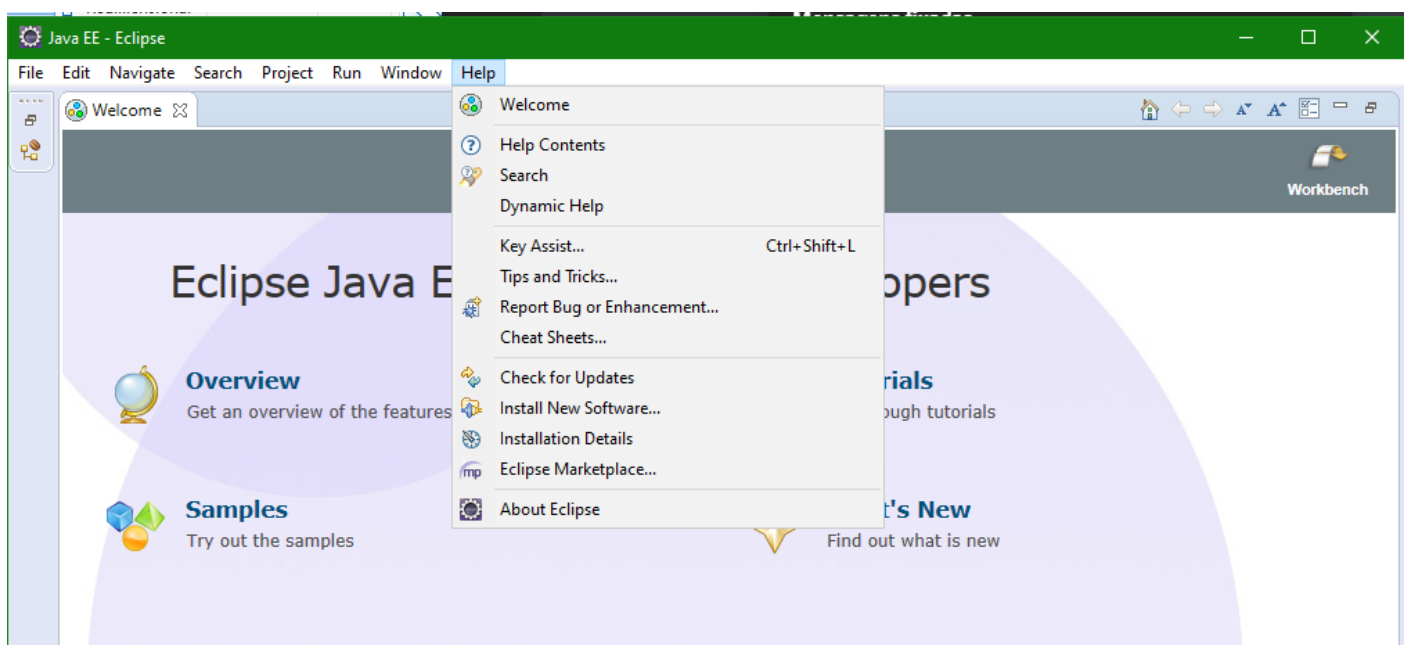 Java EE - Eclipse
File Edit Navigate Search Project Run Window Help
Welcome
Workbench
Welcome
Help Contents
Search
Dynamic Help
Key Assist... Ctrl+Shift+L
Tips and Tricks...
Report Bug or Enhancement...
Cheat Sheets...
Check for Updates
Install New Software...
Installation Details
Eclipse Marketplace...
About Eclipse
Eclipse Java E opers
Overview
Get an overview of the features
rials
ough tutorials
Samples
Try out the samples
t's New
Find out what is new